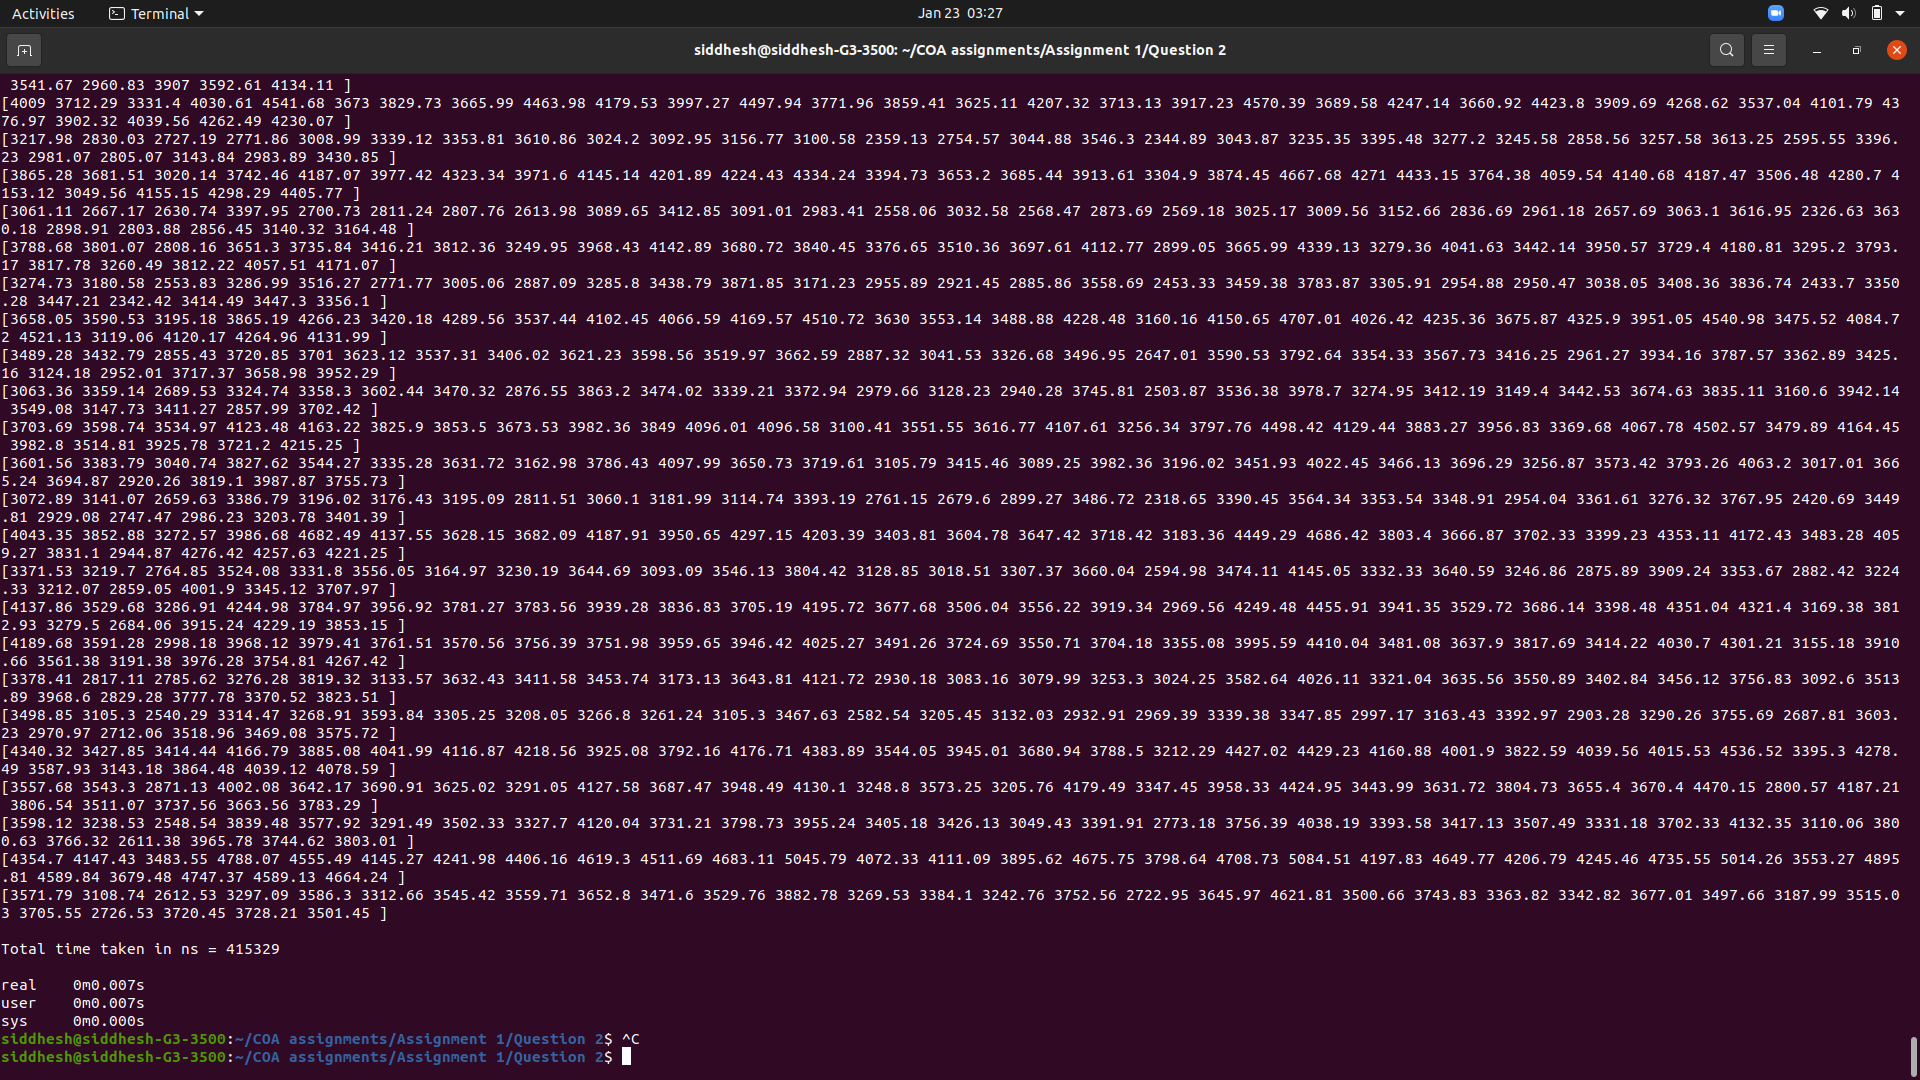 Activities
Terminal
Jan 23 03:27
siddhesh@siddhesh-G3-3500: ~/COA assignments/Assignment 1/Question 2
3541.67 2960.83 3907 3592.61 4134.11 ]
[4009 3712.29 3331.4 4030.61 4541.68 3673 3829.73 3665.99 4463.98 4179.53 3997.27 4497.94 3771.96 3859.41 3625.11 4207.32 3713.13 3917.23 4570.39 3689.58 4247.14 3660.92 4423.8 3909.69 4268.62 3537.04 4101.79 43
76.97 3902.32 4039.56 4262.49 4230.07 ]
[3217.98 2830.03 2727.19 2771.86 3008.99 3339.12 3353.81 3610.86 3024.2 3092.95 3156.77 3100.58 2359.13 2754.57 3044.88 3546.3 2344.89 3043.87 3235.35 3395.48 3277.2 3245.58 2858.56 3257.58 3613.25 2595.55 3396.
23 2981.07 2805.07 3143.84 2983.89 3430.85 ]
[3865.28 3681.51 3020.14 3742.46 4187.07 3977.42 4323.34 3971.6 4145.14 4201.89 4224.43 4334.24 3394.73 3653.2 3685.44 3913.61 3304.9 3874.45 4667.68 4271 4433.15 3764.38 4059.54 4140.68 4187.47 3506.48 4280.7 4
153.12 3049.56 4155.15 4298.29 4405.77 ]
[3061.11 2667.17 2630.74 3397.95 2700.73 2811.24 2807.76 2613.98 3089.65 3412.85 3091.01 2983.41 2558.06 3032.58 2568.47 2873.69 2569.18 3025.17 3009.56 3152.66 2836.69 2961.18 2657.69 3063.1 3616.95 2326.63 363
0.18 2898.91 2803.88 2856.45 3140.32 3164.48 ]
[3788.68 3801.07 2808.16 3651.3 3735.84 3416.21 3812.36 3249.95 3968.43 4142.89 3680.72 3840.45 3376.65 3510.36 3697.61 4112.77 2899.05 3665.99 4339.13 3279.36 4041.63 3442.14 3950.57 3729.4 4180.81 3295.2 3793.
17 3817.78 3260.49 3812.22 4057.51 4171.07 ]
[3274.73 3180.58 2553.83 3286.99 3516.27 2771.77 3005.06 2887.09 3285.8 3438.79 3871.85 3171.23 2955.89 2921.45 2885.86 3558.69 2453.33 3459.38 3783.87 3305.91 2954.88 2950.47 3038.05 3408.36 3836.74 2433.7 3350
.28 3447.21 2342.42 3414.49 3447.3 3356.1 ]
[3658.05 3590.53 3195.18 3865.19 4266.23 3420.18 4289.56 3537.44 4102.45 4066.59 4169.57 4510.72 3630 3553.14 3488.88 4228.48 3160.16 4150.65 4707.01 4026.42 4235.36 3675.87 4325.9 3951.05 4540.98 3475.52 4084.7
2 4521.13 3119.06 4120.17 4264.96 4131.99 ]
[3489.28 3432.79 2855.43 3720.85 3701 3623.12 3537.31 3406.02 3621.23 3598.56 3519.97 3662.59 2887.32 3041.53 3326.68 3496.95 2647.01 3590.53 3792.64 3354.33 3567.73 3416.25 2961.27 3934.16 3787.57 3362.89 3425.
16 3124.18 2952.01 3717.37 3658.98 3952.29 ]
[3063.36 3359.14 2689.53 3324.74 3358.3 3602.44 3470.32 2876.55 3863.2 3474.02 3339.21 3372.94 2979.66 3128.23 2940.28 3745.81 2503.87 3536.38 3978.7 3274.95 3412.19 3149.4 3442.53 3674.63 3835.11 3160.6 3942.14
3549.08 3147.73 3411.27 2857.99 3702.42 ]
[3703.69 3598.74 3534.97 4123.48 4163.22 3825.9 3853.5 3673.53 3982.36 3849 4096.01 4096.58 3100.41 3551.55 3616.77 4107.61 3256.34 3797.76 4498.42 4129.44 3883.27 3956.83 3369.68 4067.78 4502.57 3479.89 4164.45
3982.8 3514.81 3925.78 3721.2 4215.25 ]
[3601.56 3383.79 3040.74 3827.62 3544.27 3335.28 3631.72 3162.98 3786.43 4097.99 3650.73 3719.61 3105.79 3415.46 3089.25 3982.36 3196.02 3451.93 4022.45 3466.13 3696.29 3256.87 3573.42 3793.26 4063.2 3017.01 366
5.24 3694.87 2920.26 3819.1 3987.87 3755.73 ]
[3072.89 3141.07 2659.63 3386.79 3196.02 3176.43 3195.09 2811.51 3060.1 3181.99 3114.74 3393.19 2761.15 2679.6 2899.27 3486.72 2318.65 3390.45 3564.34 3353.54 3348.91 2954.04 3361.61 3276.32 3767.95 2420.69 3449
.81 2929.08 2747.47 2986.23 3203.78 3401.39 ]
[4043.35 3852.88 3272.57 3986.68 4682.49 4137.55 3628.15 3682.09 4187.91 3950.65 4297.15 4203.39 3403.81 3604.78 3647.42 3718.42 3183.36 4449.29 4686.42 3803.4 3666.87 3702.33 3399.23 4353.11 4172.43 3483.28 405
9.27 3831.1 2944.87 4276.42 4257.63 4221.25 ]
[3371.53 3219.7 2764.85 3524.08 3331.8 3556.05 3164.97 3230.19 3644.69 3093.09 3546.13 3804.42 3128.85 3018.51 3307.37 3660.04 2594.98 3474.11 4145.05 3332.33 3640.59 3246.86 2875.89 3909.24 3353.67 2882.42 3224
.33 3212.07 2859.05 4001.9 3345.12 3707.97 ]
[4137.86 3529.68 3286.91 4244.98 3784.97 3956.92 3781.27 3783.56 3939.28 3836.83 3705.19 4195.72 3677.68 3506.04 3556.22 3919.34 2969.56 4249.48 4455.91 3941.35 3529.72 3686.14 3398.48 4351.04 4321.4 3169.38 381
2.93 3279.5 2684.06 3915.24 4229.19 3853.15 ]
[4189.68 3591.28 2998.18 3968.12 3979.41 3761.51 3570.56 3756.39 3751.98 3959.65 3946.42 4025.27 3491.26 3724.69 3550.71 3704.18 3355.08 3995.59 4410.04 3481.08 3637.9 3817.69 3414.22 4030.7 4301.21 3155.18 3910
.66 3561.38 3191.38 3976.28 3754.81 4267.42 ]
[3378.41 2817.11 2785.62 3276.28 3819.32 3133.57 3632.43 3411.58 3453.74 3173.13 3643.81 4121.72 2930.18 3083.16 3079.99 3253.3 3024.25 3582.64 4026.11 3321.04 3635.56 3550.89 3402.84 3456.12 3756.83 3092.6 3513
.89 3968.6 2829.28 3777.78 3370.52 3823.51 ]
[3498.85 3105.3 2540.29 3314.47 3268.91 3593.84 3305.25 3208.05 3266.8 3261.24 3105.3 3467.63 2582.54 3205.45 3132.03 2932.91 2969.39 3339.38 3347.85 2997.17 3163.43 3392.97 2903.28 3290.26 3755.69 2687.81 3603.
23 2970.97 2712.06 3518.96 3469.08 3575.72 ]
[4340.32 3427.85 3414.44 4166.79 3885.08 4041.99 4116.87 4218.56 3925.08 3792.16 4176.71 4383.89 3544.05 3945.01 3680.94 3788.5 3212.29 4427.02 4429.23 4160.88 4001.9 3822.59 4039.56 4015.53 4536.52 3395.3 4278.
49 3587.93 3143.18 3864.48 4039.12 4078.59 ]
[3557.68 3543.3 2871.13 4002.08 3642.17 3690.91 3625.02 3291.05 4127.58 3687.47 3948.49 4130.1 3248.8 3573.25 3205.76 4179.49 3347.45 3958.33 4424.95 3443.99 3631.72 3804.73 3655.4 3670.4 4470.15 2800.57 4187.21
3806.54 3511.07 3737.56 3663.56 3783.29 ]
[3598.12 3238.53 2548.54 3839.48 3577.92 3291.49 3502.33 3327.7 4120.04 3731.21 3798.73 3955.24 3405.18 3426.13 3049.43 3391.91 2773.18 3756.39 4038.19 3393.58 3417.13 3507.49 3331.18 3702.33 4132.35 3110.06 380
0.63 3766.32 2611.38 3965.78 3744.62 3803.01 ]
[4354.7 4147.43 3483.55 4788.07 4555.49 4145.27 4241.98 4406.16 4619.3 4511.69 4683.11 5045.79 4072.33 4111.09 3895.62 4675.75 3798.64 4708.73 5084.51 4197.83 4649.77 4206.79 4245.46 4735.55 5014.26 3553.27 4895
.81 4589.84 3679.48 4747.37 4589.13 4664.24 ]
[3571.79 3108.74 2612.53 3297.09 3586.3 3312.66 3545.42 3559.71 3652.8 3471.6 3529.76 3882.78 3269.53 3384.1 3242.76 3752.56 2722.95 3645.97 4621.81 3500.66 3743.83 3363.82 3342.82 3677.01 3497.66 3187.99 3515.0
3 3705.55 2726.53 3720.45 3728.21 3501.45 ]
Total time taken in ns = 415329
real 0m0.007s
user 0m0.007s
sys 0m0.000s
siddhesh@siddhesh-G3-3500:~/COA assignments/Assignment 1/Question 2$ ^C
siddhesh@siddhesh-G3-3500:~/COA assignments/Assignment 1/Question 2$